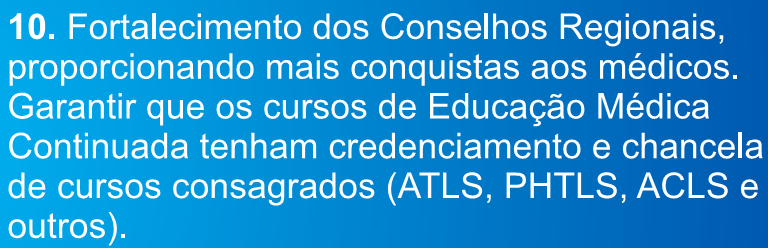 10. Fortalecimento dos Conselhos Regionais,
proporcionando mais conquistas aos médicos.
Garantir que os cursos de Educação Médica
Continuada tenham credenciamento e chancela
de cursos consagrados (ATLS, PHTLS, ACLS e
outros).